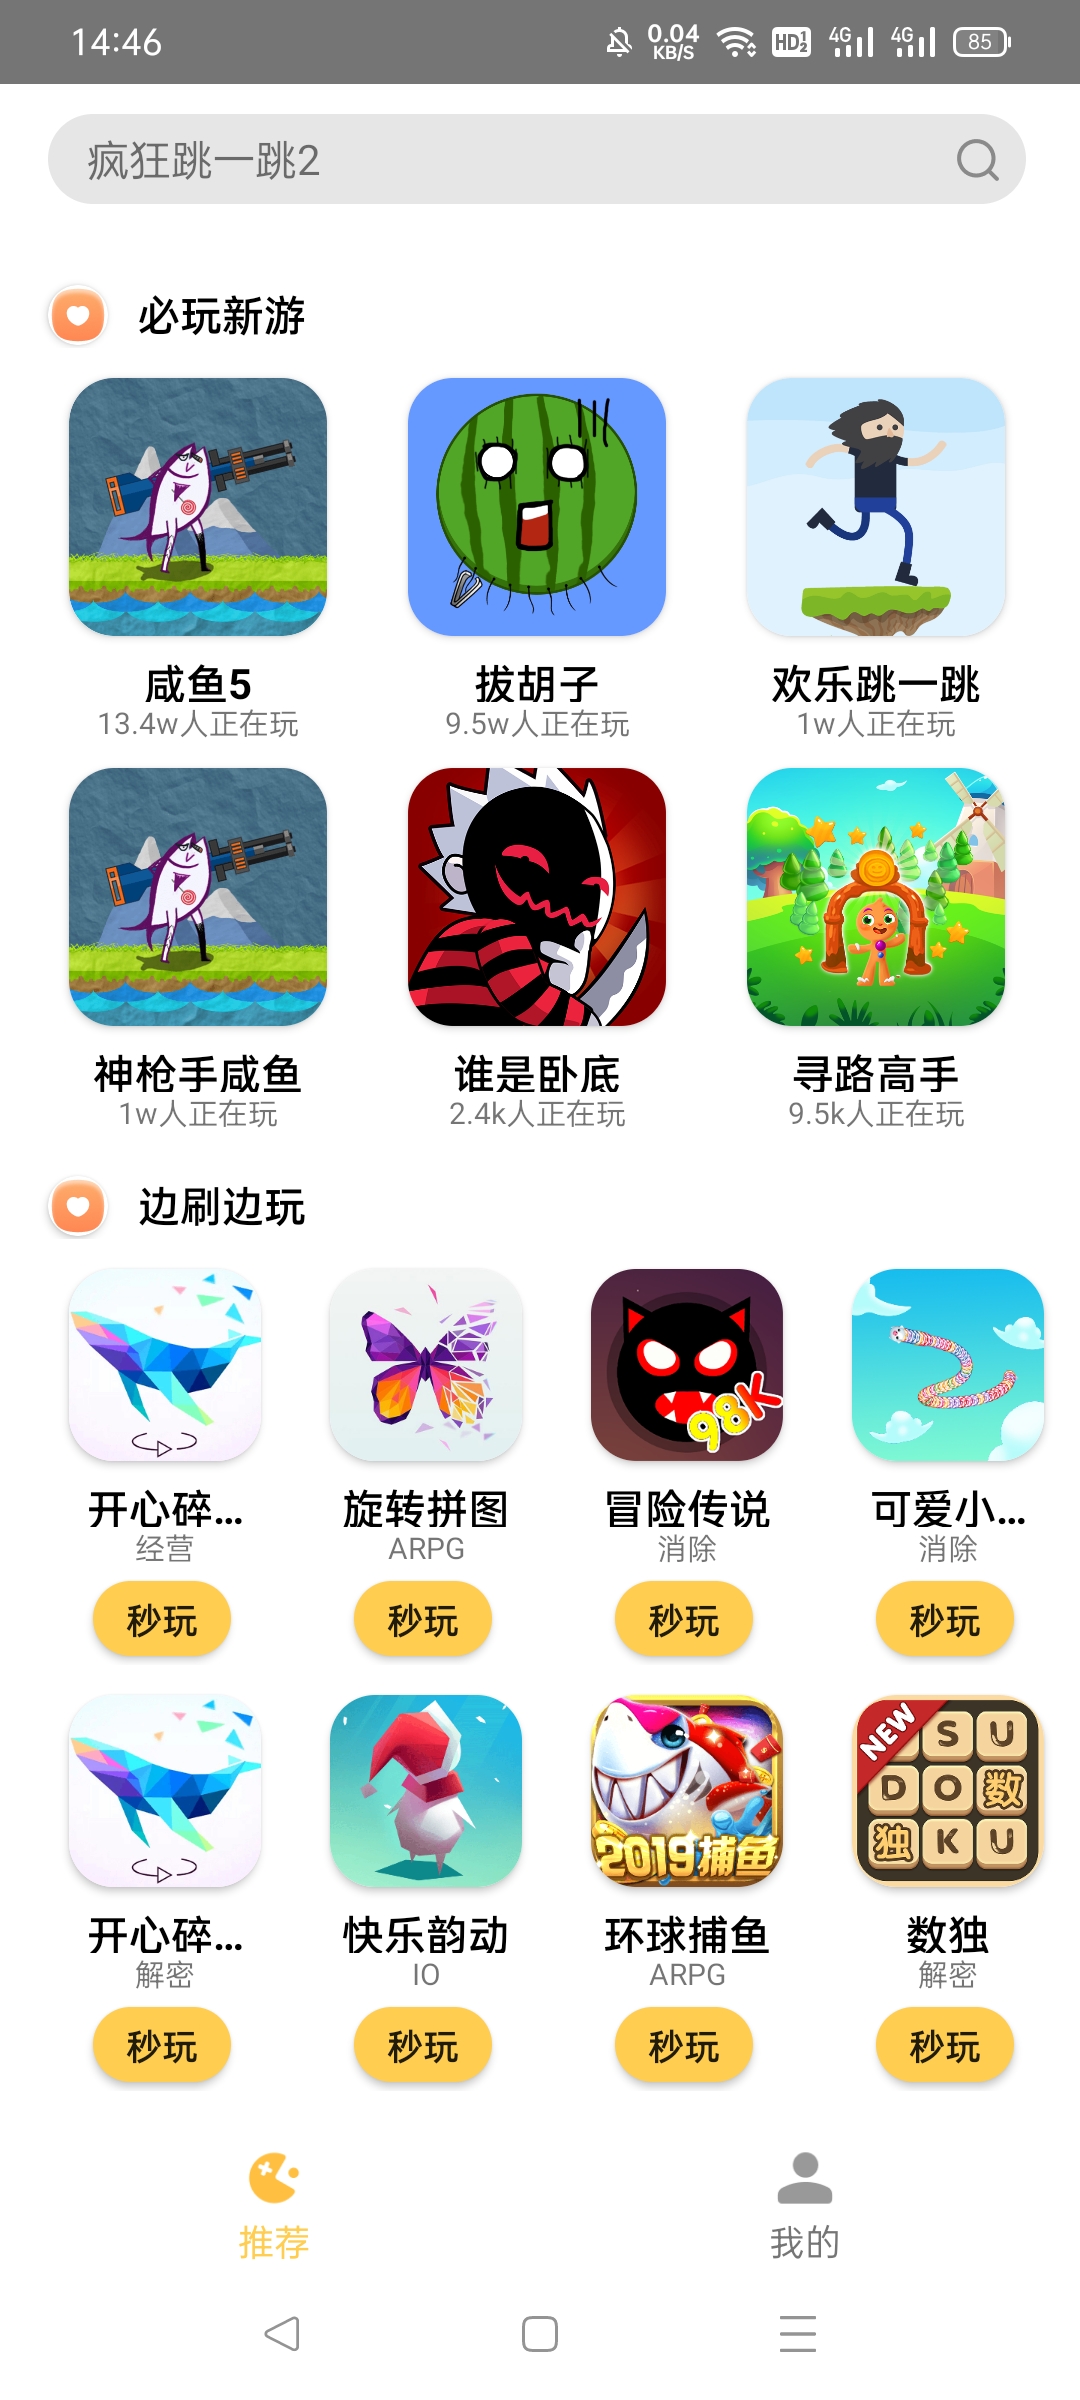 14:46
0.04 KB/S
HD 1 2
4G
4G
85
疯狂跳一跳2
必玩新游
咸鱼5
拔胡子
欢乐跳一跳
13.4w人正在玩
9.5w人正在玩
1w人正在玩
神枪手咸鱼
谁是卧底
寻路高手
1w人正在玩
2.4k人正在玩
9.5k人正在玩
边刷边玩
98K
开心碎...
旋转拼图
冒险传说
可爱小...
经营
ARPG
消除
消除
秒玩
秒玩
秒玩
秒玩
2019捕鱼
NEW
S U
D O 数
独 K U
开心碎...
快乐韵动
环球捕鱼
数独
解密
IO
ARPG
解密
秒玩
秒玩
秒玩
秒玩
推荐
我的